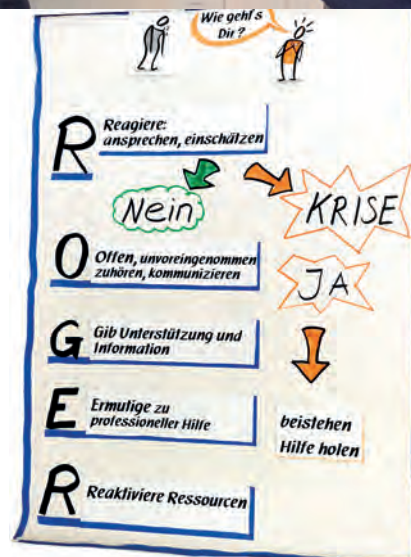 Wie geht's
Dir?
R Reagiere:
ansprechen, einschätzen
Nein
KRISE
O Offen, unvoreingenommen
zuhören, kommunizieren
JA
G Gib Unterstützung und
Information
E Ermutige zu
professioneller Hilfe
beistehen
Hilfe holen
R Reaktiviere Ressourcen